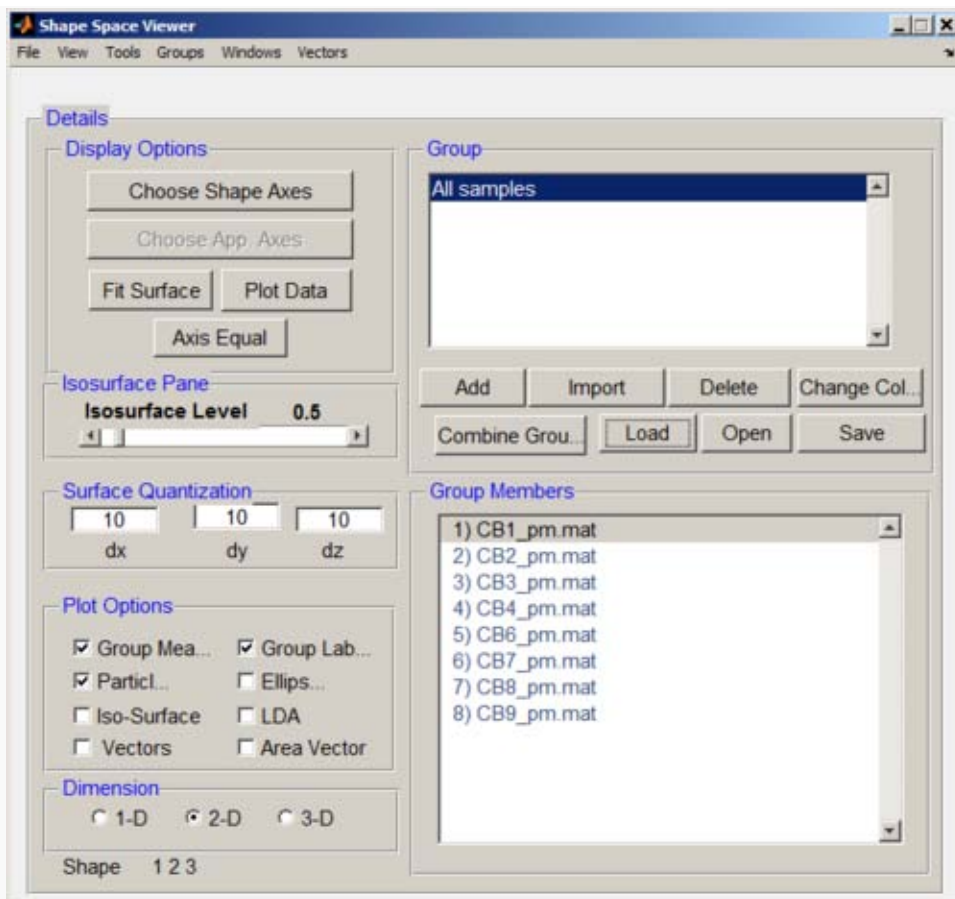 Shape Space Viewer
File View Tools Groups Windows Vectors
Details
Display Options
Choose Shape Axes
Choose App. Axes
Fit Surface Plot Data
Axis Equal
Isosurface Pane
Isosurface Level 0.5
Surface Quantization
10 10 10
dx dy dz
Plot Options
Group Mea... Group Lab...
Particl... Ellips...
Iso-Surface LDA
Vectors Area Vector
Dimension
1-D 2-D 3-D
Shape 1 2 3
Group
All samples
Add Import Delete Change Col...
Combine Grou... Load Open Save
Group Members
1) CB1_pm.mat
2) CB2_pm.mat
3) CB3_pm.mat
4) CB4_pm.mat
5) CB6_pm.mat
6) CB7_pm.mat
7) CB8_pm.mat
8) CB9_pm.mat